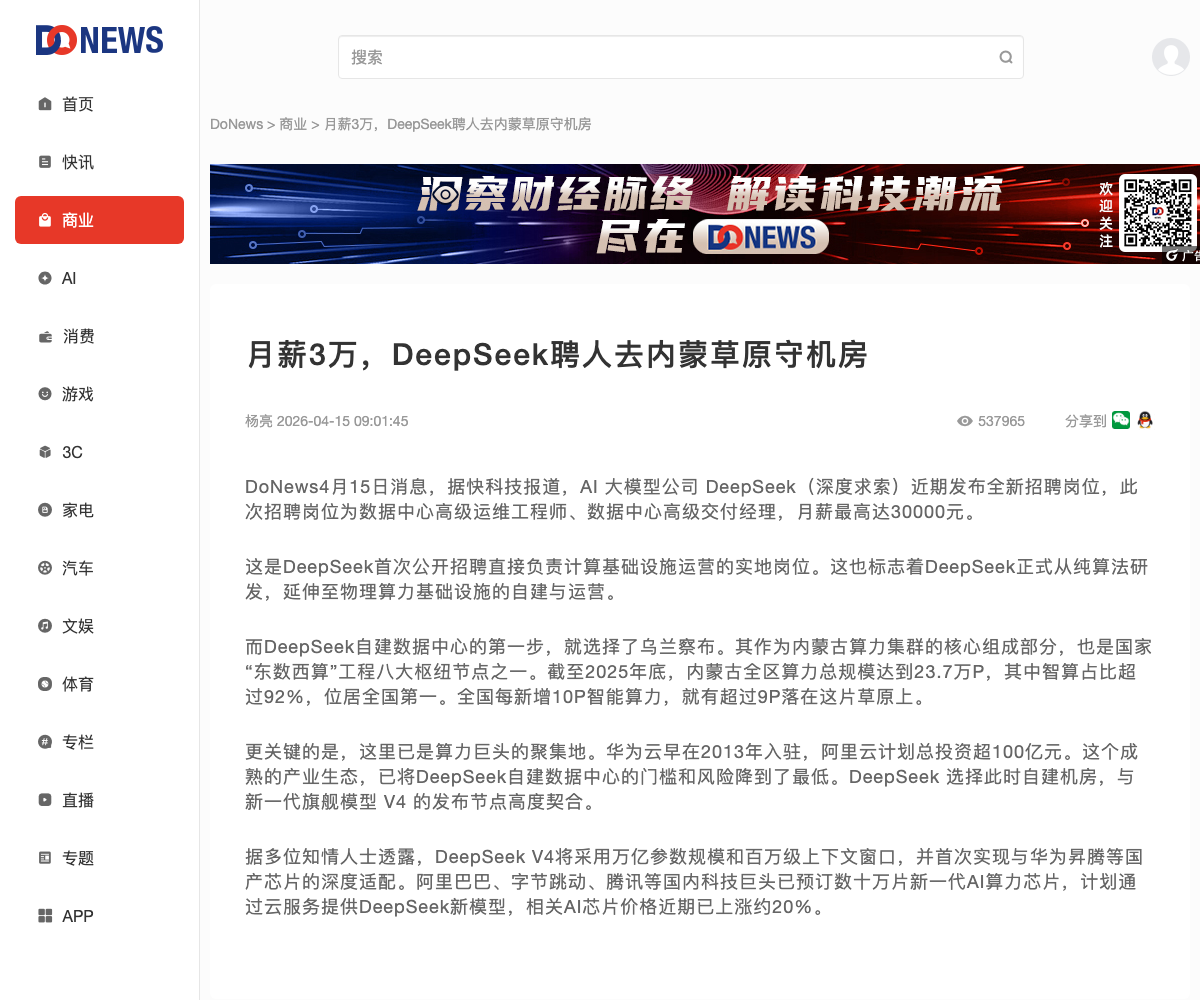 DONEWS
搜索
首页
快讯
商业
AI
消费
游戏
3C
家电
汽车
文娱
体育
专栏
直播
专题
APP
DoNews > 商业 > 月薪3万，DeepSeek聘人去内蒙草原守机房
洞察财经脉络 解读科技潮流
尽在 DONEWS
欢迎关注
广告
月薪3万，DeepSeek聘人去内蒙草原守机房
杨亮 2026-04-15 09:01:45
537965
分享到
DoNews4月15日消息，据快科技报道，AI 大模型公司 DeepSeek（深度求索）近期发布全新招聘岗位，此
次招聘岗位为数据中心高级运维工程师、数据中心高级交付经理，月薪最高达30000元。
这是DeepSeek首次公开招聘直接负责计算基础设施运营的实地岗位。这也标志着DeepSeek正式从纯算法研
发，延伸至物理算力基础设施的自建与运营。
而DeepSeek自建数据中心的第一步，就选择了乌兰察布。其作为内蒙古算力集群的核心组成部分，也是国家
“东数西算”工程八大枢纽节点之一。截至2025年底，内蒙古全区算力总规模达到23.7万P，其中智算占比超
过92%，位居全国第一。全国每新增10P智能算力，就有超过9P落在这片草原上。
更关键的是，这里已是算力巨头的聚集地。华为云早在2013年入驻，阿里云计划总投资超100亿元。这个成
熟的产业生态，已将DeepSeek自建数据中心的门槛和风险降到了最低。DeepSeek 选择此时自建机房，与
新一代旗舰模型 V4 的发布节点高度契合。
据多位知情人士透露，DeepSeek V4将采用万亿参数规模和百万级上下文窗口，并首次实现与华为昇腾等国
产芯片的深度适配。阿里巴巴、字节跳动、腾讯等国内科技巨头已预订数十万片新一代AI算力芯片，计划通
过云服务提供DeepSeek新模型，相关AI芯片价格近期已上涨约20%。